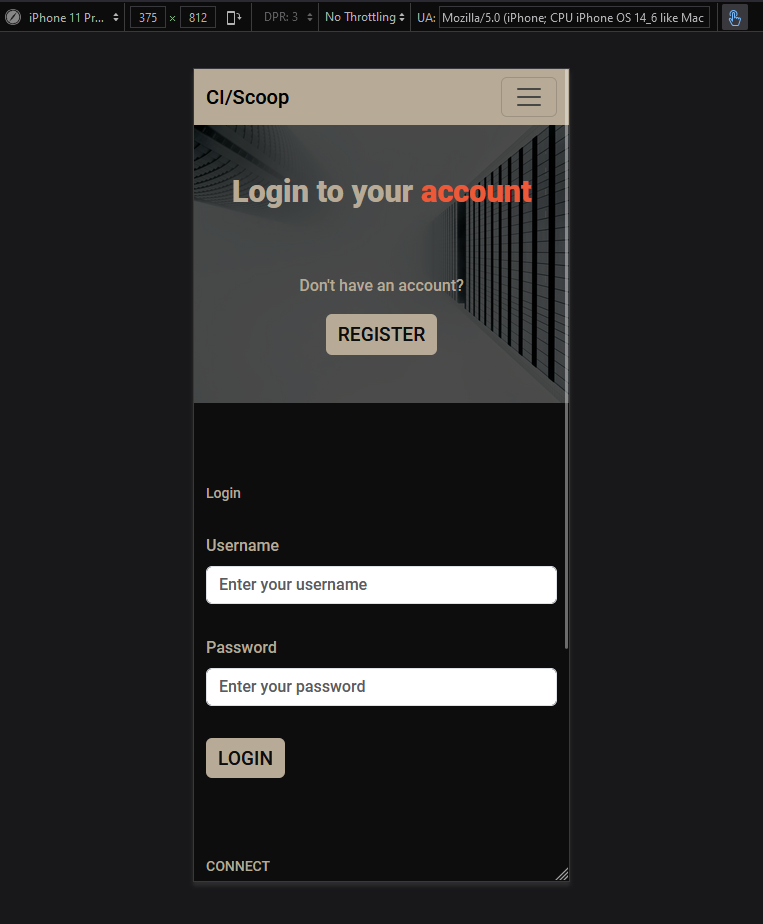 iPhone 11 Pr... 375 × 812 DPR: 3 No Throttling UA: Mozilla/5.0 (iPhone; CPU iPhone OS 14_6 like Mac
CI/Scoop
Login to your account
Don't have an account?
REGISTER
Login
Username
Enter your username
Password
Enter your password
LOGIN
CONNECT